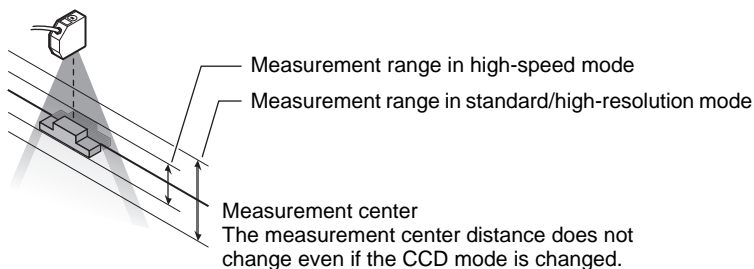 Measurement range in high-speed mode
Measurement range in standard/high-resolution mode
Measurement center
The measurement center distance does not
change even if the CCD mode is changed.